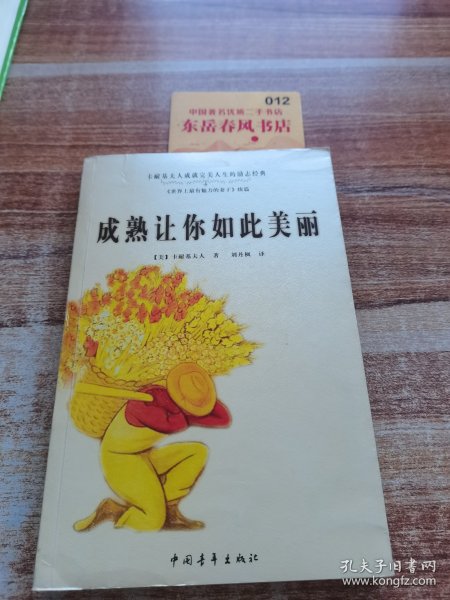 012
中国著名优质二手书店
东岳春风书店
卡耐基夫人成就完美人生的励志经典
《世界上最有魅力的妻子》续篇
成熟让你如此美丽
【美】卡耐基夫人 著 刘丹枫 译
中国青年出版社
孔夫子旧书网
www.kongfz.com